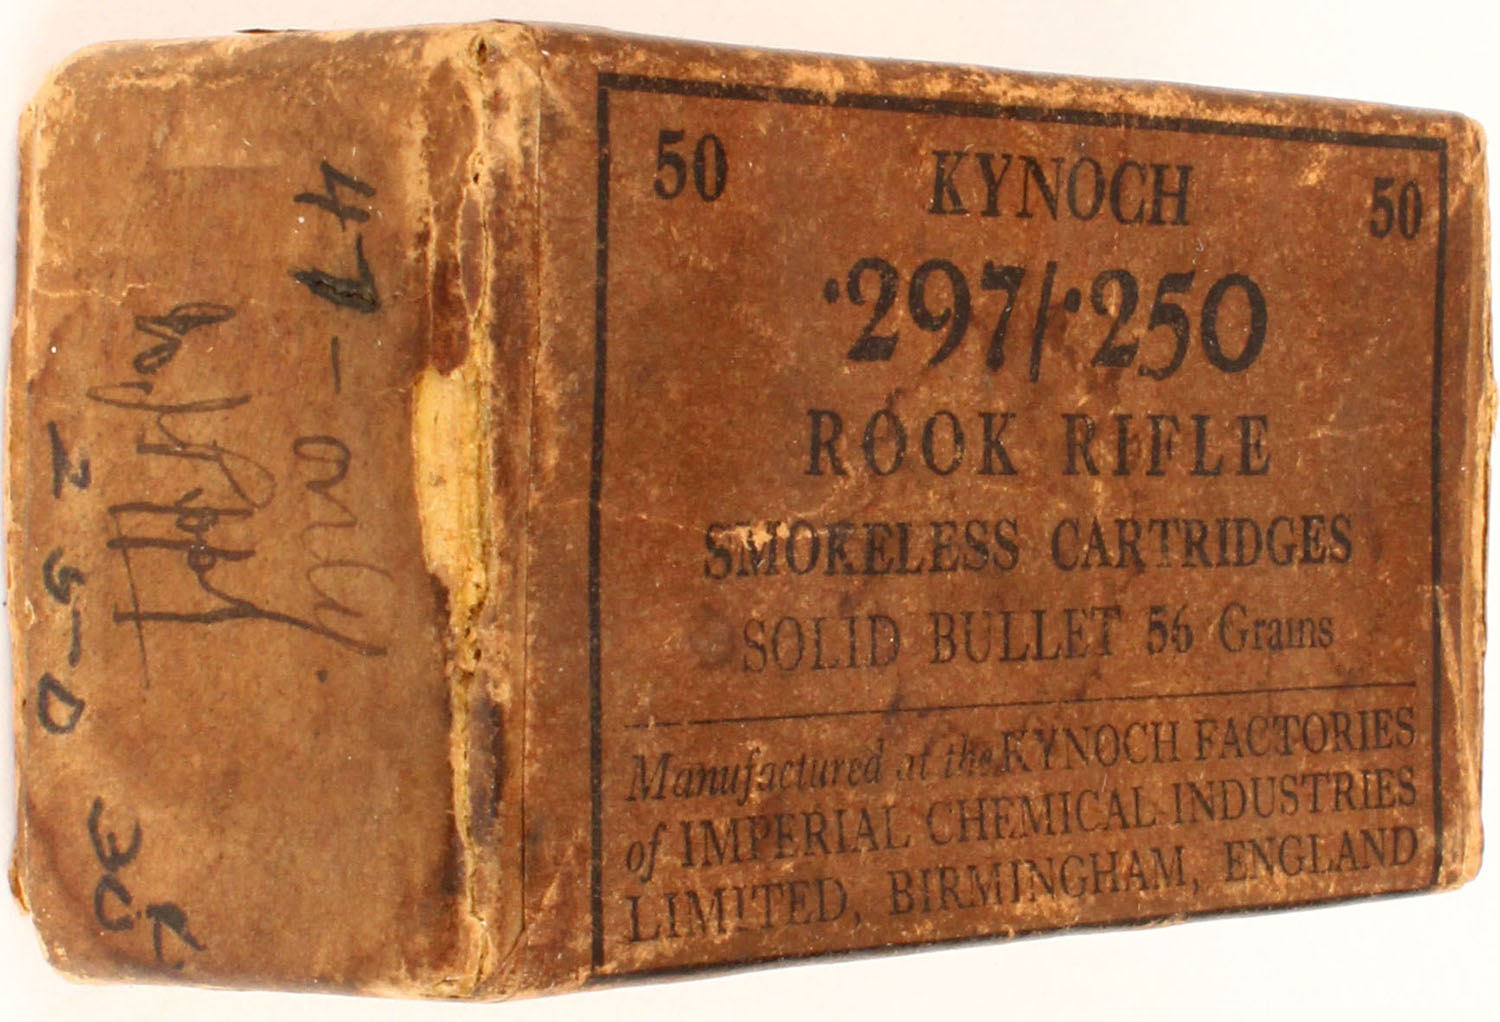 50 KYNOCH 50
·297/·250
ROOK RIFLE
SMOKELESS CARTRIDGES
SOLID BULLET 56 Grains
Manufactured at the KYNOCH FACTORIES
of IMPERIAL CHEMICAL INDUSTRIES
LIMITED, BIRMINGHAM, ENGLAND
47 - only.